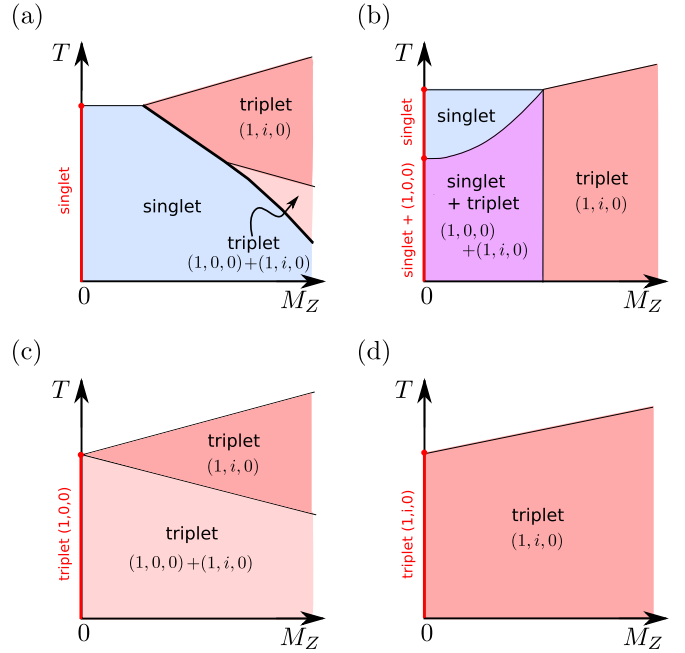 (a)
T
triplet
(1, i, 0)
singlet
singlet
triplet
(1, 0, 0)+(1, i, 0)
0
M_Z
(b)
T
singlet
singlet
singlet + (1,0,0)
singlet
+ triplet
(1, 0, 0)
+(1, i, 0)
triplet
(1, i, 0)
0
M_Z
(c)
T
triplet
(1, i, 0)
triplet (1,0,0)
triplet
(1, 0, 0)+(1, i, 0)
0
M_Z
(d)
T
triplet (1,i,0)
triplet
(1, i, 0)
0
M_Z